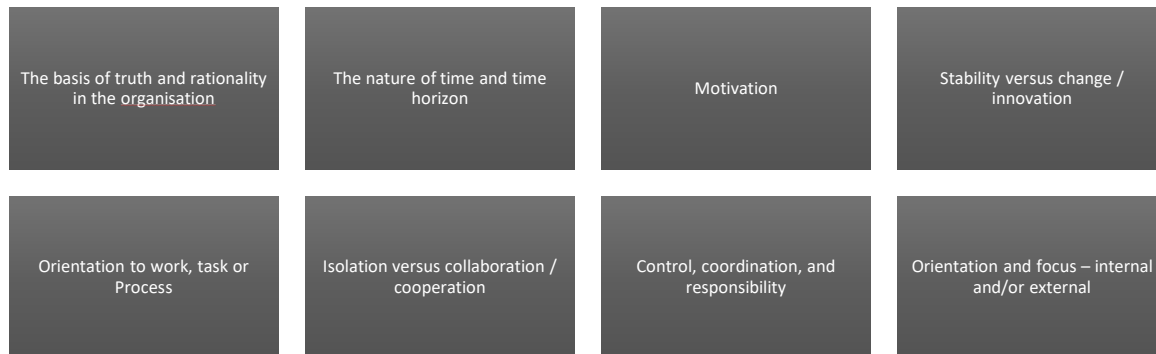 The basis of truth and rationality
in the organisation
The nature of time and time
horizon
Motivation
Stability versus change /
innovation
Orientation to work, task or
Process
Isolation versus collaboration /
cooperation
Control, coordination, and
responsibility
Orientation and focus – internal
and/or external